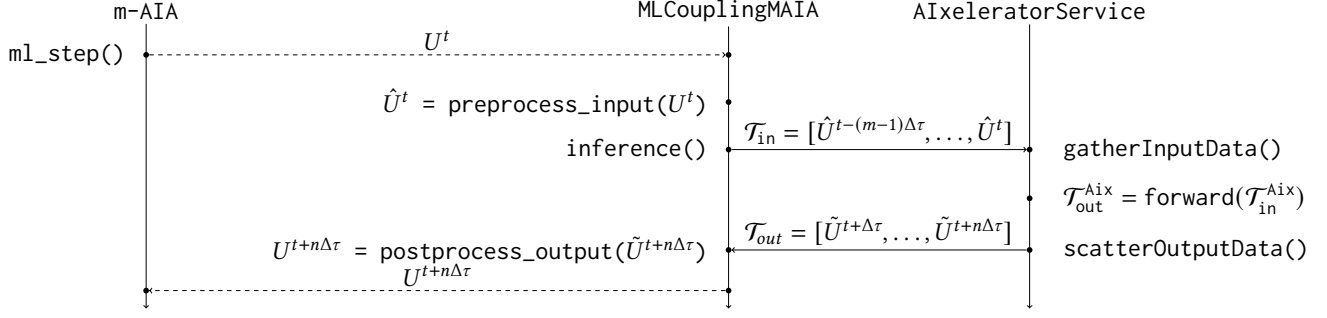 m-AIA MLCouplingMAIA AIxeleratorService
ml_step() U^t
Û^t = preprocess_input(U^t)
inference() 𝒯_in = [Û^{t−(m−1)Δτ}, . . . , Û^t] gatherInputData()
𝒯_out^Aix = forward(𝒯_in^Aix)
U^{t+nΔτ} = postprocess_output(Ũ^{t+nΔτ}) 𝒯_out = [Ũ^{t+Δτ}, . . . , Ũ^{t+nΔτ}] scatterOutputData()
U^{t+nΔτ}